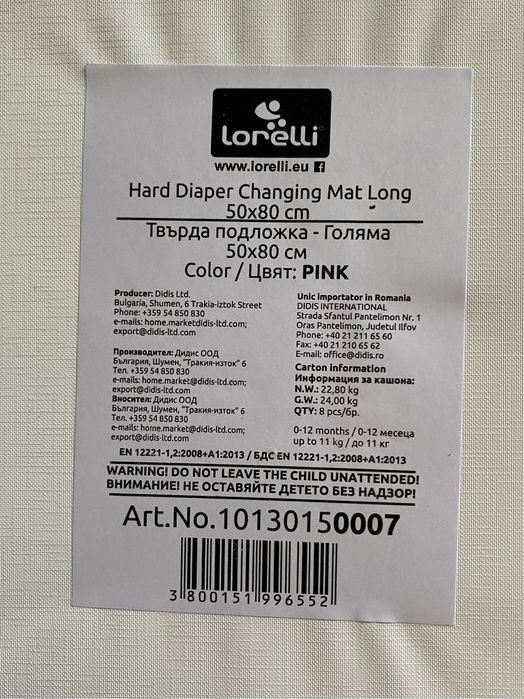 lorelli
www.lorelli.eu
Hard Diaper Changing Mat Long
50x80 cm
Твърда подложка - Голяма
50x80 см
Color / Цвят: PINK
Producer: Didis Ltd.
Bulgaria, Shumen, 6 Trakia-iztok Street
Phone: +359 54 850 830
e-mails: home.marketdidis-ltd.com;
export@didis-ltd.com
Производител: Дидис ООД
България, Шумен, "Тракия-изток" 6
Тел. +359 54 850 830
e-mails: home.market@didis-ltd.com;
export@didis-ltd.com
Вносител: Дидис ООД
България, Шумен, "Тракия-изток" 6
Тел. +359 54 850 830
e-mails: home.market@didis-ltd.com;
export@didis-ltd.com
Unic importator in Romania
DIDIS INTERNATIONAL
Strada Sfantul Pantelimon Nr. 1
Oras Pantelimon, Judetul Ilfov
Phone: +40 21 211 65 60
Fax: +40 21 210 65 62
E-mail: office@didis.ro
Carton information
Информация за кашона:
N.W.: 22,80 kg
G.W.: 24,00 kg
QTY: 8 pcs/бр.
0-12 months / 0-12 месеца
up to 11 kg / до 11 кг
EN 12221-1,2:2008+A1:2013 / БДС EN 12221-1,2:2008+A1:2013
WARNING! DO NOT LEAVE THE CHILD UNATTENDED!
ВНИМАНИЕ! НЕ ОСТАВЯЙТЕ ДЕТЕТО БЕЗ НАДЗОР!
Art.No.10130150007
3 800151 996552